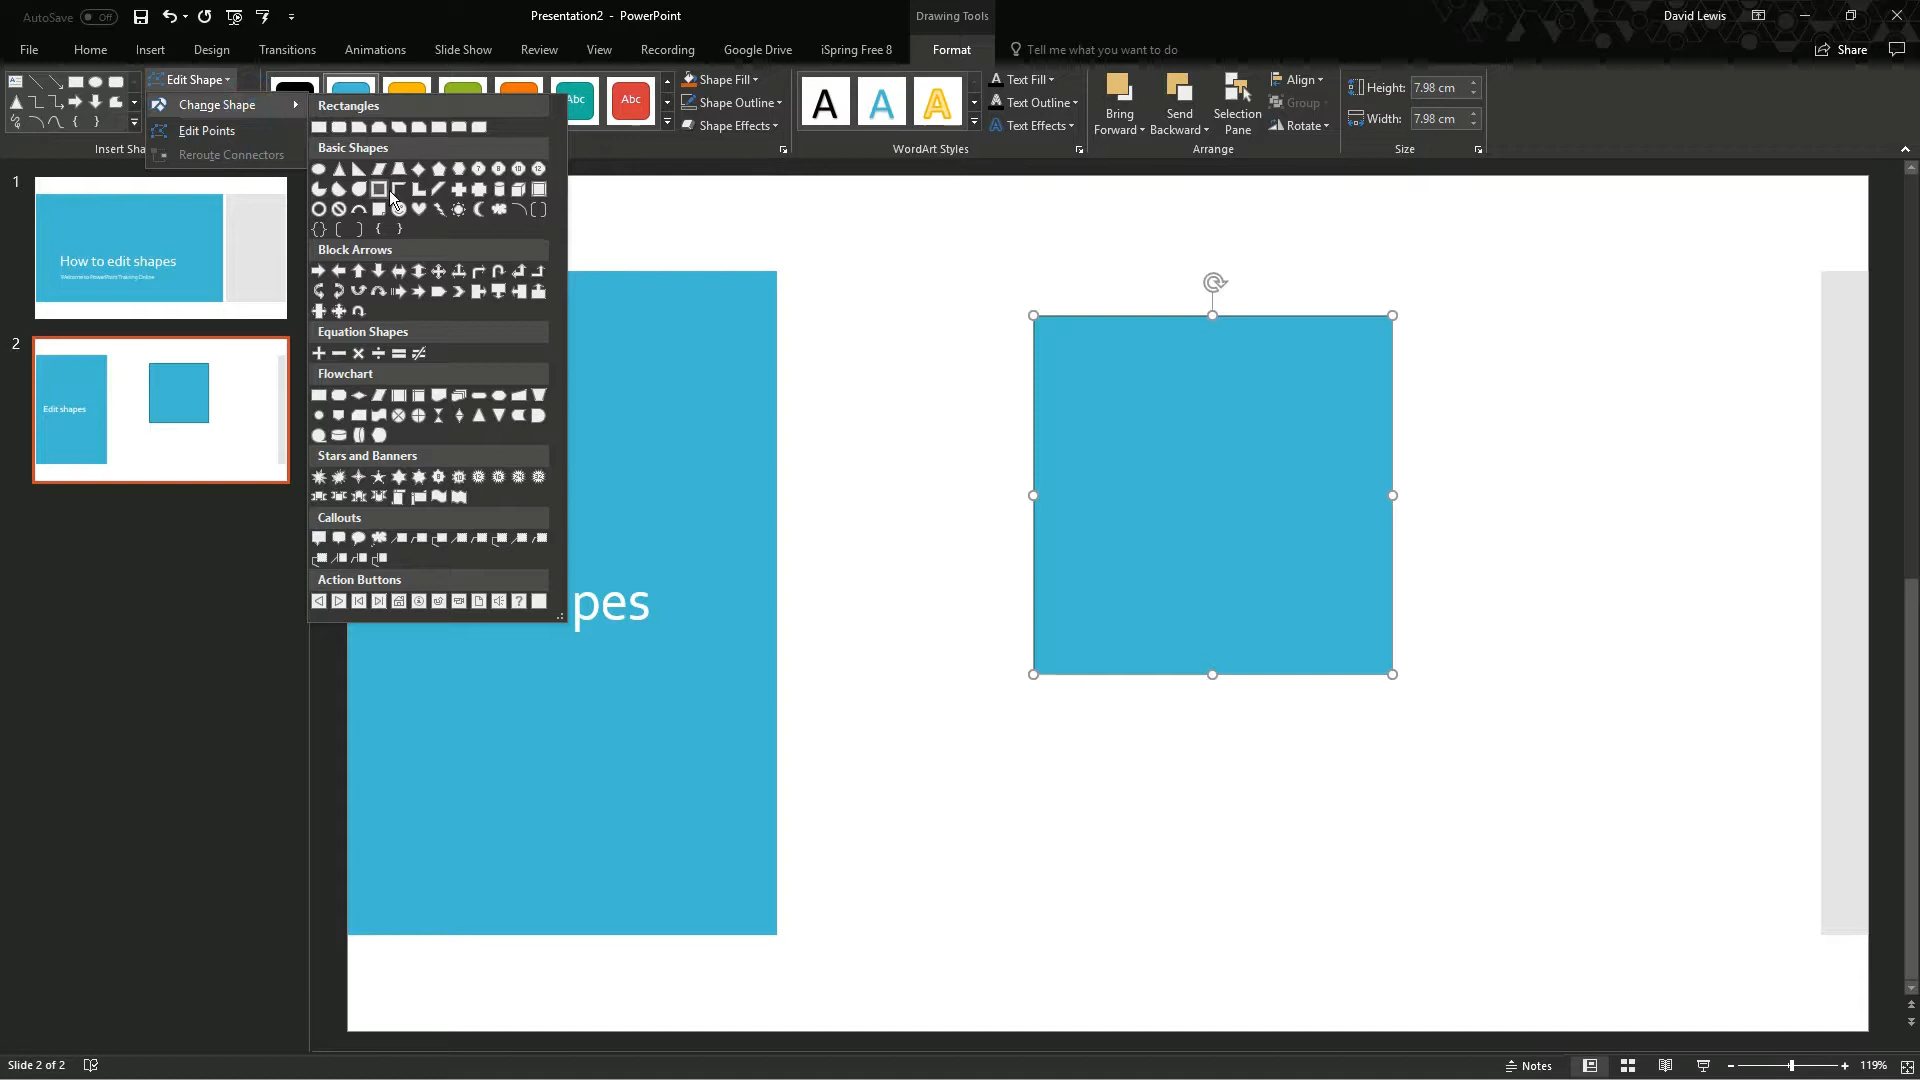 AutoSave Off
Presentation2 - PowerPoint
Drawing Tools
David Lewis
File Home Insert Design Transitions Animations Slide Show Review View Recording Google Drive iSpring Free 8 Format Tell me what you want to do
Share
Edit Shape
Change Shape
Edit Points
Reroute Connectors
Insert Sha
Abc
Abc
Shape Fill
Shape Outline
Shape Effects
A A A
WordArt Styles
Text Fill
Text Outline
Text Effects
Bring Forward
Send Backward
Selection Pane
Align
Group
Rotate
Arrange
Height: 7.98 cm
Width: 7.98 cm
Size
Rectangles
Basic Shapes
Block Arrows
Equation Shapes
Flowchart
Stars and Banners
Callouts
Action Buttons
1
How to edit shapes
Welcome to PowerPoint Training Online
2
Edit shapes
pes
Slide 2 of 2
Notes
119%